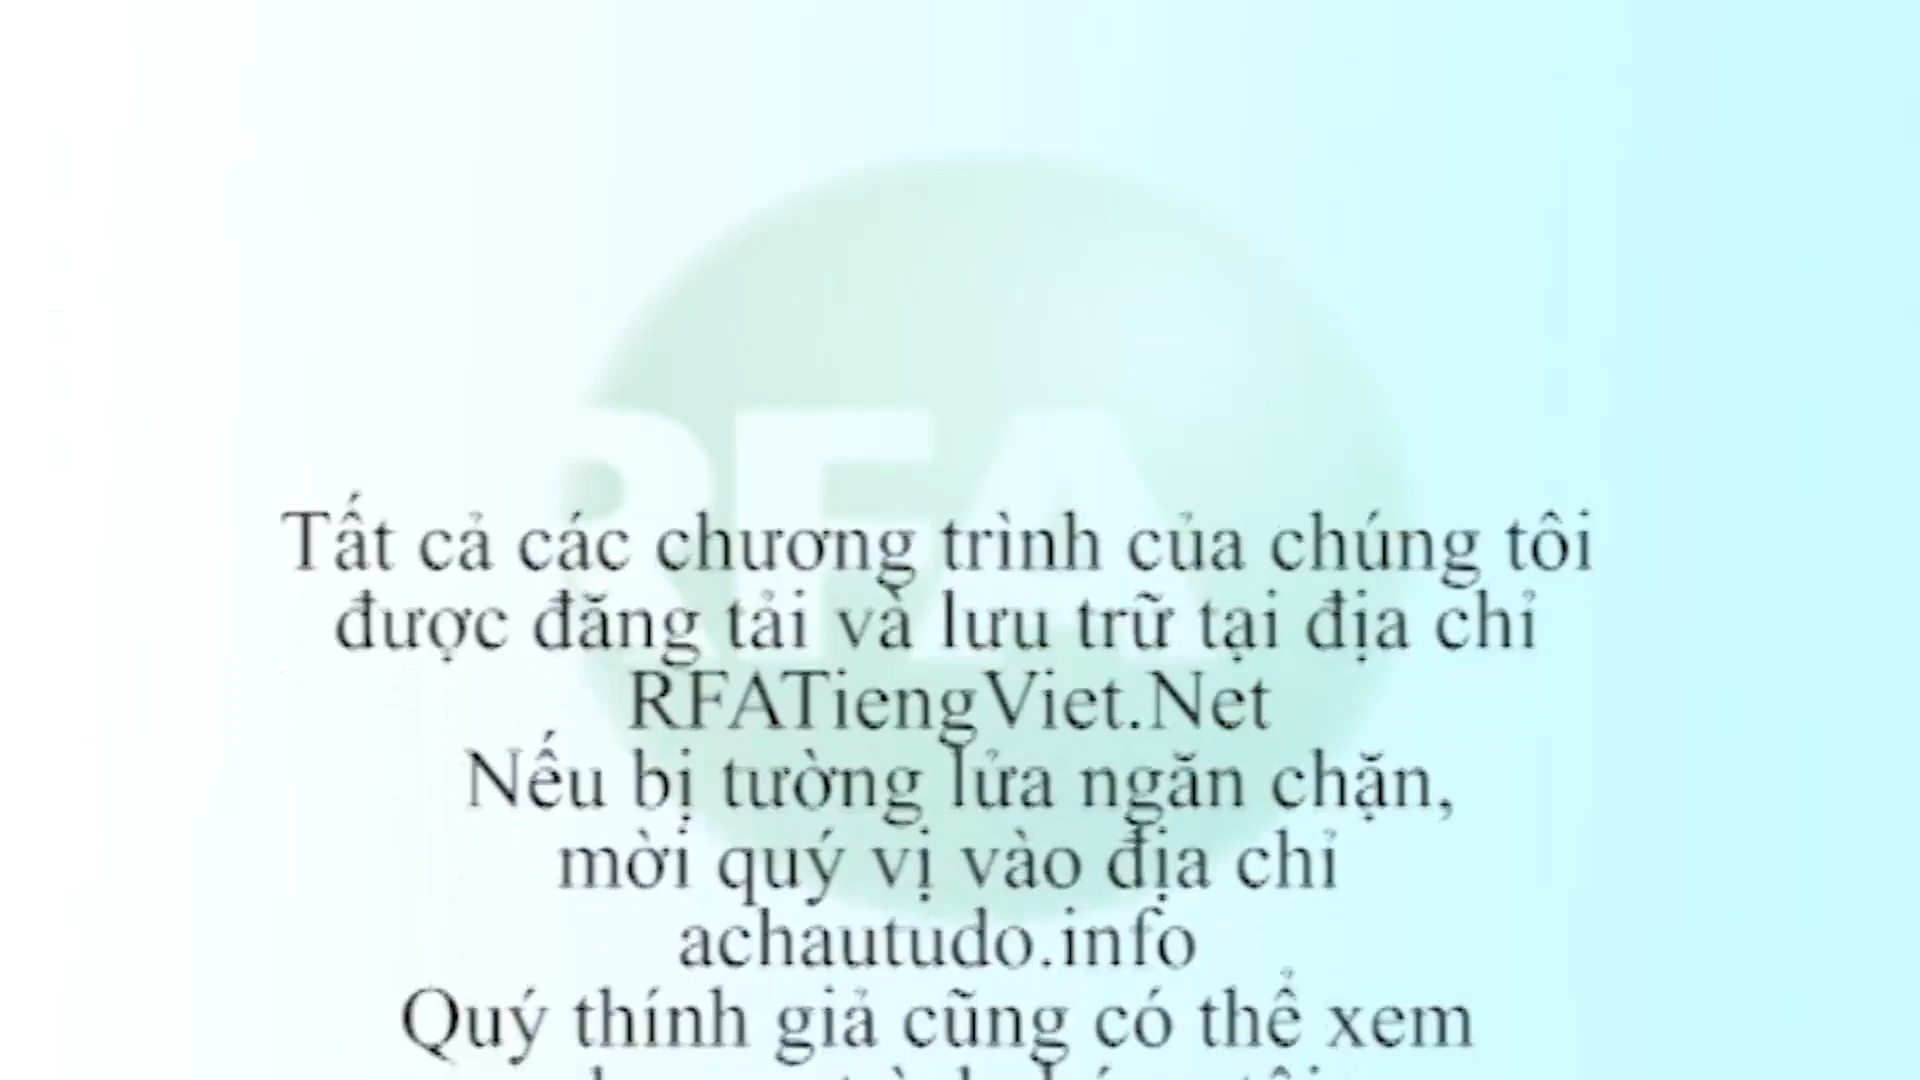 RFA
Tất cả các chương trình của chúng tôi
được đăng tải và lưu trữ tại địa chỉ
RFATiengViet.Net
Nếu bị tường lửa ngăn chặn,
mời quý vị vào địa chỉ
achautudo.info
Quý thính giả cũng có thể xem